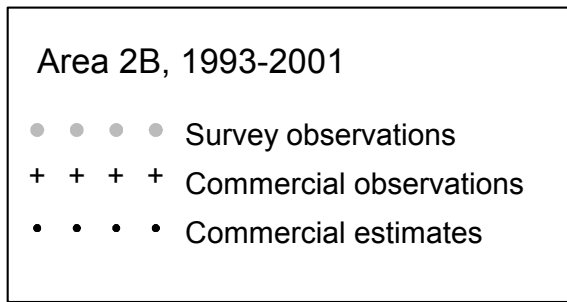 Area 2B, 1993-2001
Survey observations
+ + + + Commercial observations
Commercial estimates